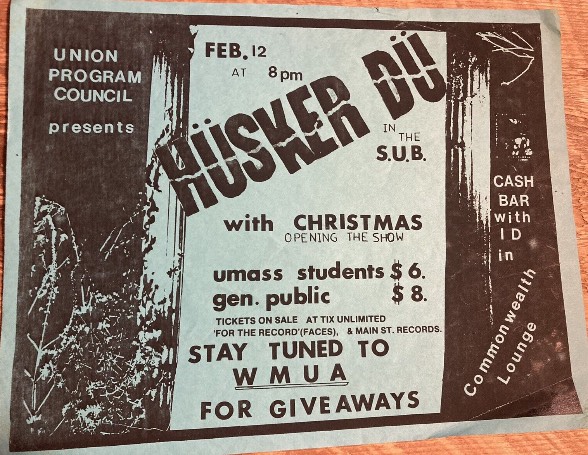 UNION
PROGRAM
COUNCIL
presents
FEB. 12
AT 8pm
HÜSKER DÜ
IN THE
S.U.B.
with CHRISTMAS
OPENING THE SHOW
umass students $6.
gen. public $8.
TICKETS ON SALE AT TIX UNLIMITED
'FOR THE RECORD'(FACES), & MAIN ST. RECORDS.
STAY TUNED TO
WMUA
FOR GIVEAWAYS
CASH
BAR
with
ID
in
Commonwealth
Lounge